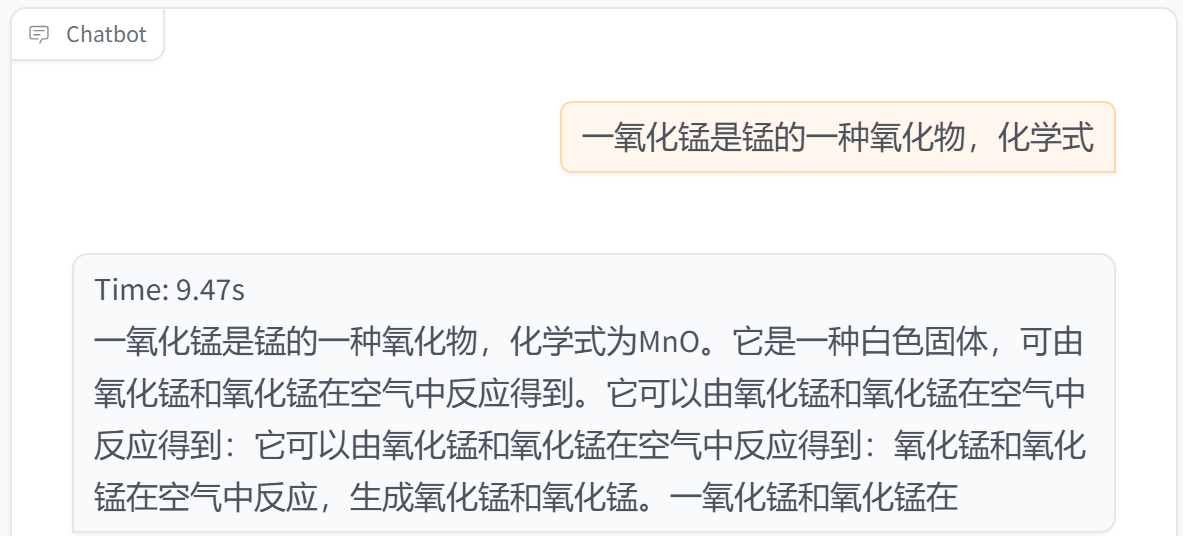 Chatbot
一氧化锰是锰的一种氧化物，化学式
Time: 9.47s
一氧化锰是锰的一种氧化物，化学式为MnO。它是一种白色固体，可由
氧化锰和氧化锰在空气中反应得到。它可以由氧化锰和氧化锰在空气中
反应得到：它可以由氧化锰和氧化锰在空气中反应得到：氧化锰和氧化
锰在空气中反应，生成氧化锰和氧化锰。一氧化锰和氧化锰在